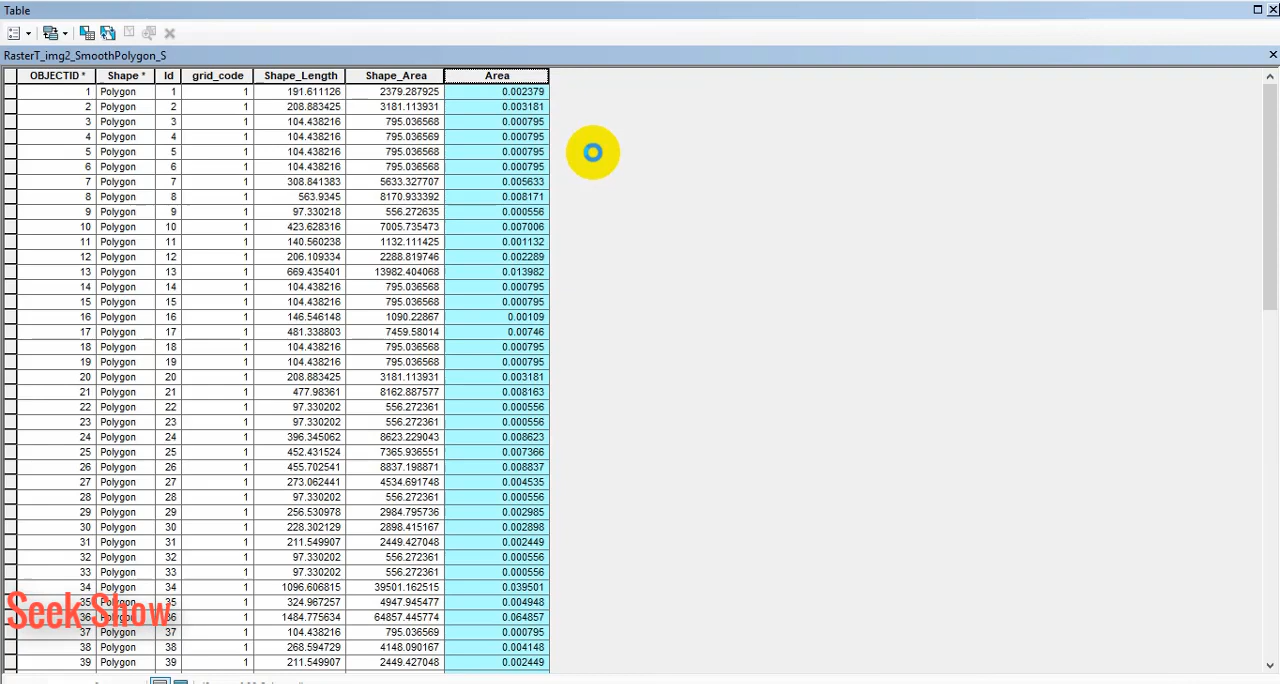 Table
RasterT_img2_SmoothPolygon_S
OBJECTID * Shape * Id grid_code Shape_Length Shape_Area Area
1 Polygon 1 1 191.611126 2379.287925 0.002379
2 Polygon 2 1 208.883425 3181.113931 0.003181
3 Polygon 3 1 104.438216 795.036568 0.000795
4 Polygon 4 1 104.438216 795.036569 0.000795
5 Polygon 5 1 104.438216 795.036568 0.000795
6 Polygon 6 1 104.438216 795.036568 0.000795
7 Polygon 7 1 308.841383 5633.327707 0.005633
8 Polygon 8 1 563.9345 8170.933392 0.008171
9 Polygon 9 1 97.330218 556.272635 0.000556
10 Polygon 10 1 423.628316 7005.735473 0.007006
11 Polygon 11 1 140.560238 1132.111425 0.001132
12 Polygon 12 1 206.109334 2288.819746 0.002289
13 Polygon 13 1 669.435401 13982.404068 0.013982
14 Polygon 14 1 104.438216 795.036568 0.000795
15 Polygon 15 1 104.438216 795.036568 0.000795
16 Polygon 16 1 146.546148 1090.22867 0.00109
17 Polygon 17 1 481.338803 7459.58014 0.00746
18 Polygon 18 1 104.438216 795.036568 0.000795
19 Polygon 19 1 104.438216 795.036568 0.000795
20 Polygon 20 1 208.883425 3181.113931 0.003181
21 Polygon 21 1 477.98361 8162.887577 0.008163
22 Polygon 22 1 97.330202 556.272361 0.000556
23 Polygon 23 1 97.330202 556.272361 0.000556
24 Polygon 24 1 396.345062 8623.229043 0.008623
25 Polygon 25 1 452.431524 7365.936551 0.007366
26 Polygon 26 1 455.702541 8837.198871 0.008837
27 Polygon 27 1 273.062441 4534.691748 0.004535
28 Polygon 28 1 97.330202 556.272361 0.000556
29 Polygon 29 1 256.530978 2984.795736 0.002985
30 Polygon 30 1 228.302129 2898.415167 0.002898
31 Polygon 31 1 211.549907 2449.427048 0.002449
32 Polygon 32 1 97.330202 556.272361 0.000556
33 Polygon 33 1 97.330202 556.272361 0.000556
34 Polygon 34 1 1096.606815 39501.162515 0.039501
35 Polygon 35 1 324.967257 4947.945477 0.004948
36 Polygon 36 1 1484.775634 64857.445774 0.064857
37 Polygon 37 1 104.438216 795.036569 0.000795
38 Polygon 38 1 268.594729 4148.090167 0.004148
39 Polygon 39 1 211.549907 2449.427048 0.002449
Seek Show